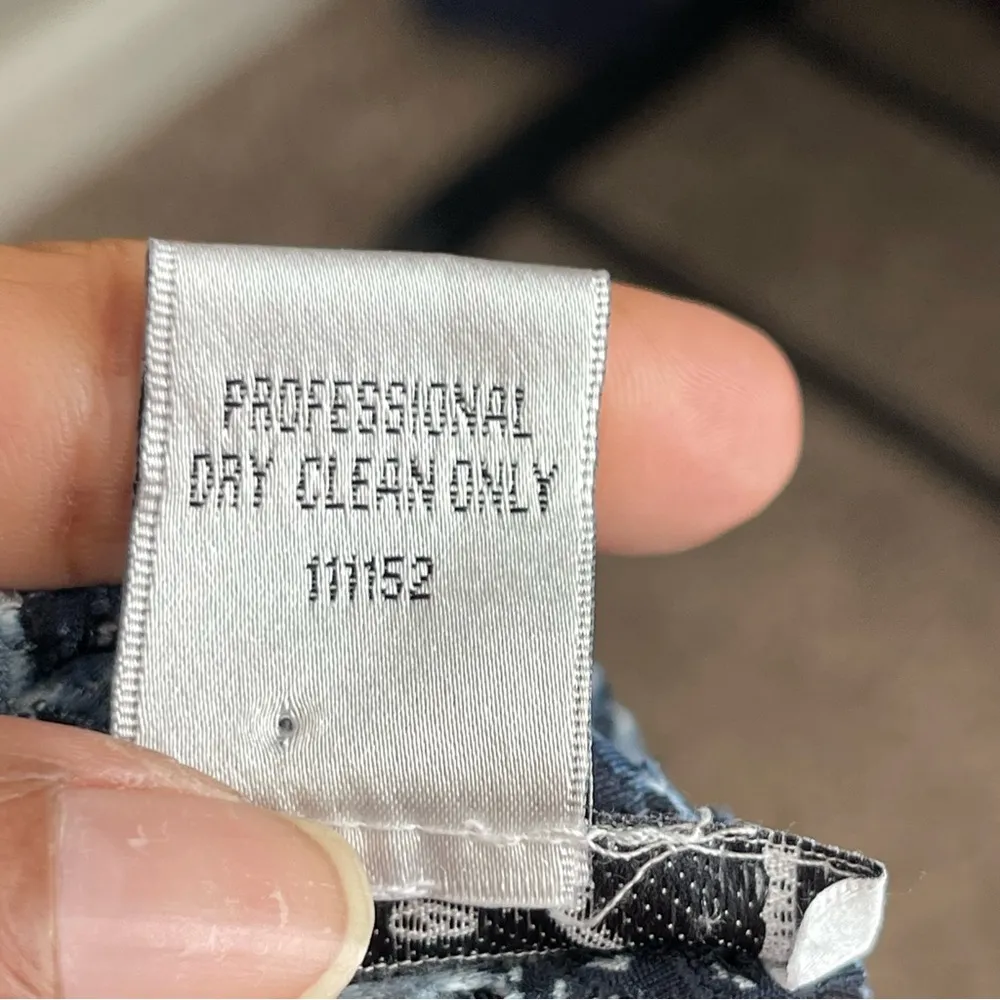 PROFESSIONAL
DRY CLEAN ONLY
111152